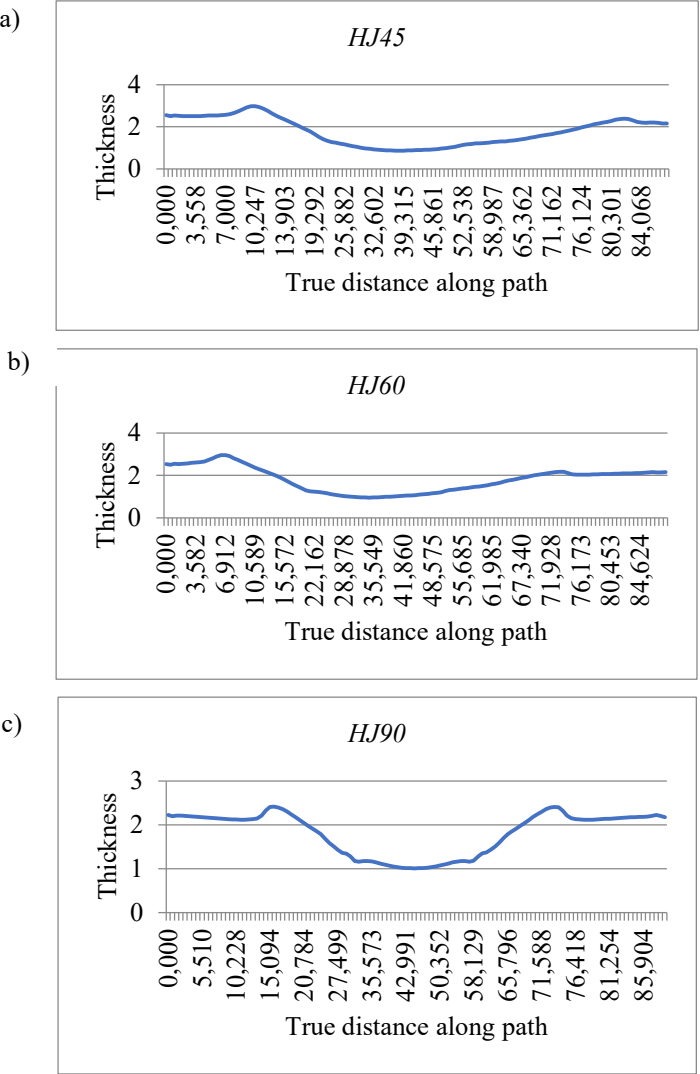 a)
HJ45
Thickness
4
2
0
0,000 3,558 7,000 10,247 13,903 19,292 25,882 32,602 39,315 45,861 52,538 58,987 65,362 71,162 76,124 80,301 84,068
True distance along path
b)
HJ60
Thickness
4
2
0
0,000 3,582 6,912 10,589 15,572 22,162 28,878 35,549 41,860 48,575 55,685 61,985 67,340 71,928 76,173 80,453 84,624
True distance along path
c)
HJ90
Thickness
3
2
1
0
0,000 5,510 10,228 15,094 20,784 27,499 35,573 42,991 50,352 58,129 65,796 71,588 76,418 81,254 85,904
True distance along path